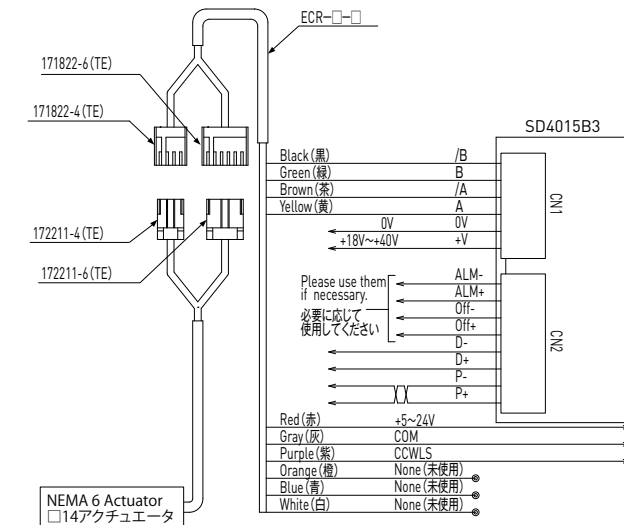 ECR-□-□
171822-6(TE)
171822-4(TE)
SD4015B3
Black(黒) /B
Green(緑) B
Brown(茶) /A
Yellow(黄) A
0V 0V
+18V~+40V +V
CN1
172211-4(TE)
172211-6(TE)
Please use them
if necessary.
必要に応じて
使用してください
ALM-
ALM+
Off-
Off+
D-
D+
P-
P+
CN2
Red(赤) +5~24V
Gray(灰) COM
Purple(紫) CCWLS
Orange(橙) None(未使用)
Blue(青) None(未使用)
White(白) None(未使用)
NEMA 6 Actuator
□14アクチュエータ